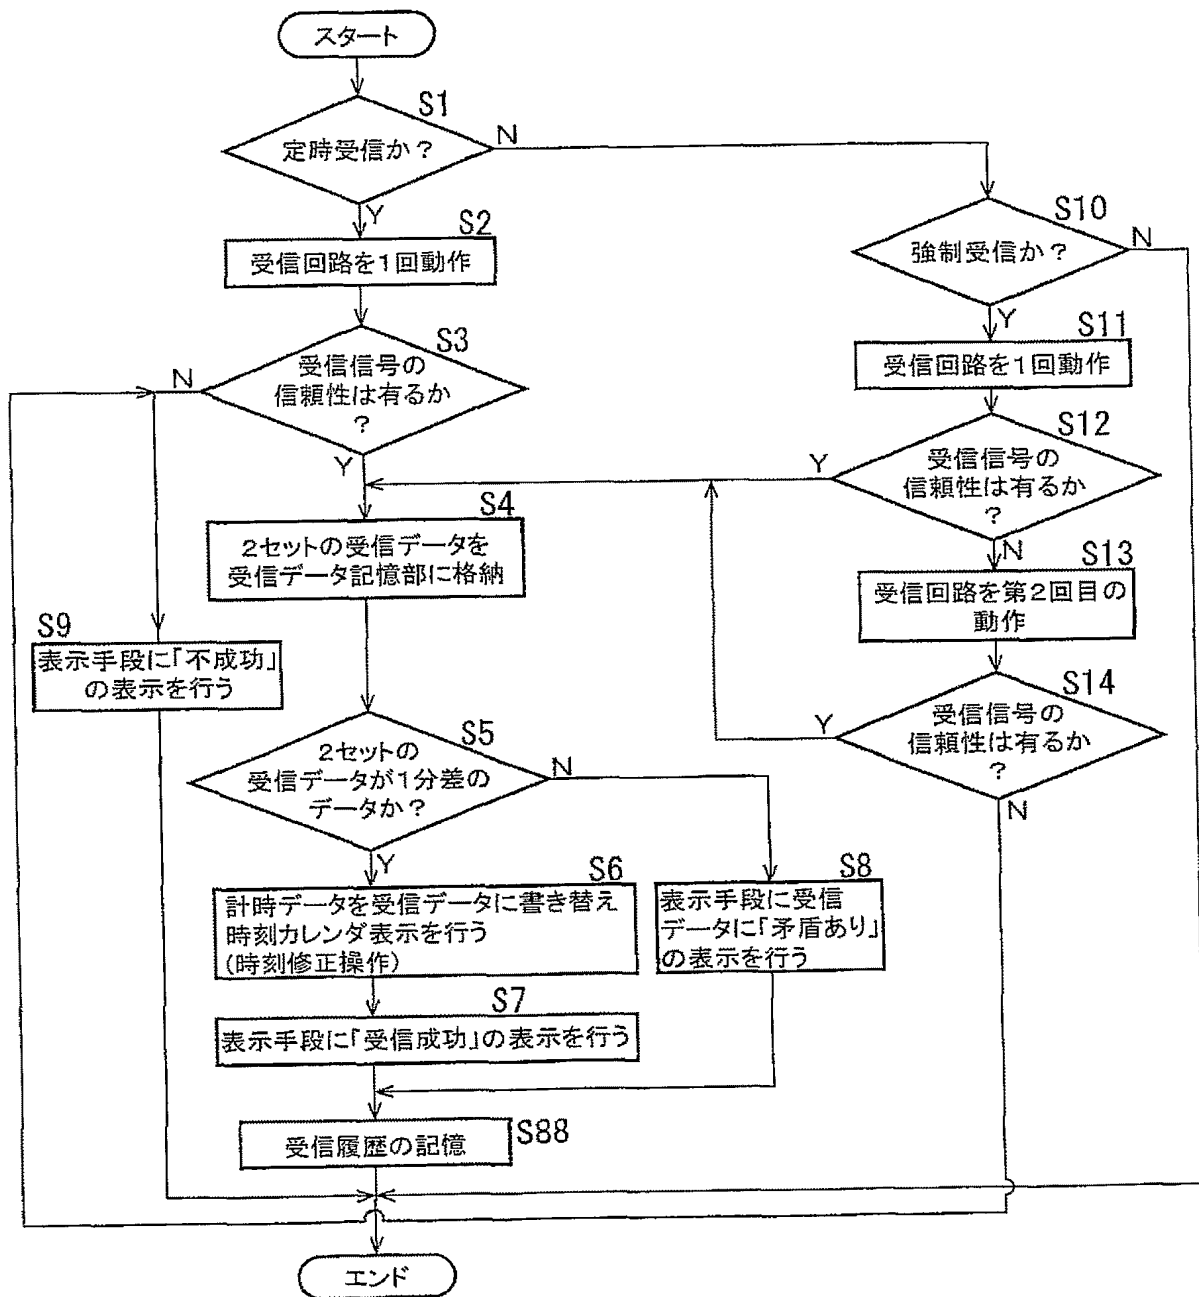 スタート
S1
定時受信か？
N
Y
S2
受信回路を１回動作
S3
受信信号の
信頼性は有るか
？
N
Y
S4
２セットの受信データを
受信データ記憶部に格納
S9
表示手段に「不成功」
の表示を行う
S5
２セットの
受信データが１分差の
データか？
N
Y
S6
計時データを受信データに書き替え
時刻カレンダ表示を行う
(時刻修正操作)
S7
表示手段に「受信成功」の表示を行う
S8
表示手段に受信
データに「矛盾あり」
の表示を行う
S88
受信履歴の記憶
エンド
S10
強制受信か？
N
Y
S11
受信回路を１回動作
S12
受信信号の
信頼性は有るか
？
Y
N
S13
受信回路を第２回目の
動作
S14
受信信号の
信頼性は有るか
？
Y
N